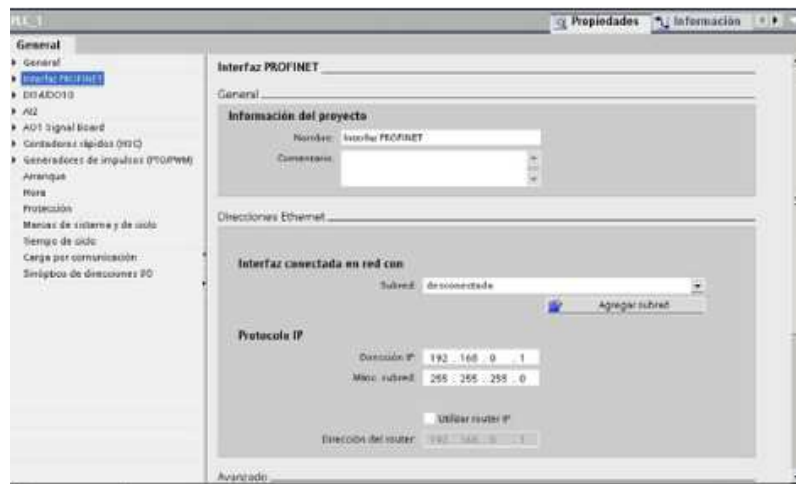 PLC_1
Propiedades
Información
General
General
Interfaz PROFINET
DI14/DO10
AI2
AO1 Signal Board
Contadores rápidos (HSC)
Generadores de impulsos (PTO/PWM)
Arranque
Hora
Protección
Marcas de sistema y de ciclo
Tiempo de ciclo
Carga por comunicación
Sinóptico de direcciones I/O
Interfaz PROFINET
General
Información del proyecto
Nombre: Interfaz PROFINET
Comentario:
Direcciones Ethernet
Interfaz conectada en red con
Subred: desconectada
Agregar subred
Protocolo IP
Dirección IP: 192 . 168 . 0 . 1
Másc. subred: 255 . 255 . 255 . 0
Utilizar router IP
Dirección del router: 192 . 168 . 0 . 1
Avanzado